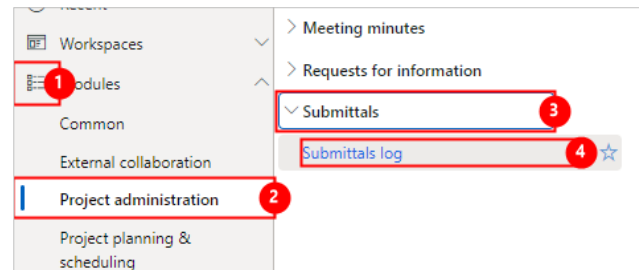 Workspaces
1
Common
External collaboration
Project administration
2
Project planning &
scheduling
Meeting minutes
Requests for information
Submittals
3
Submittals log
4